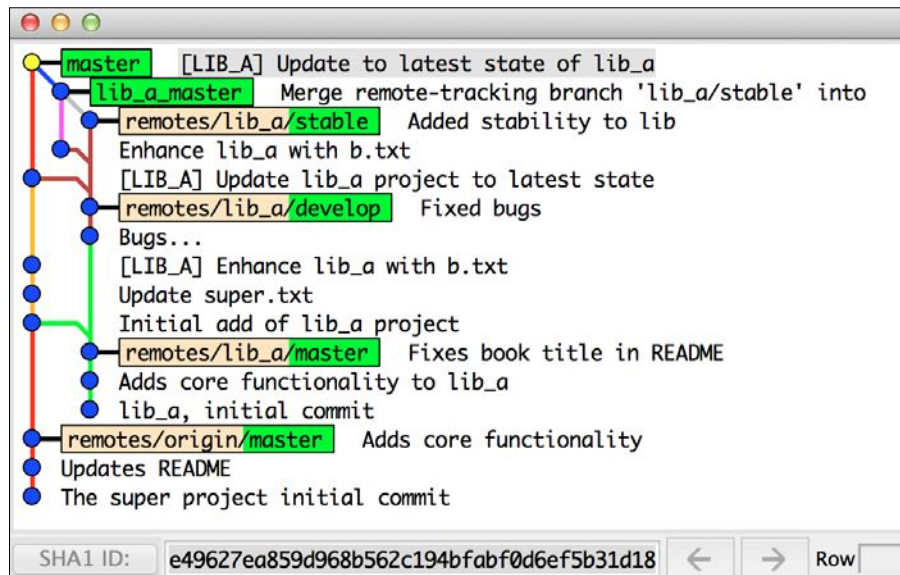 master [LIB_A] Update to latest state of lib_a
lib_a_master Merge remote-tracking branch 'lib_a/stable' into
remotes/lib_a/stable Added stability to lib
Enhance lib_a with b.txt
[LIB_A] Update lib_a project to latest state
remotes/lib_a/develop Fixed bugs
Bugs...
[LIB_A] Enhance lib_a with b.txt
Update super.txt
Initial add of lib_a project
remotes/lib_a/master Fixes book title in README
Adds core functionality to lib_a
lib_a, initial commit
remotes/origin/master Adds core functionality
Updates README
The super project initial commit
SHA1 ID: e49627ea859d968b562c194bfabf0d6ef5b31d18 ← → Row